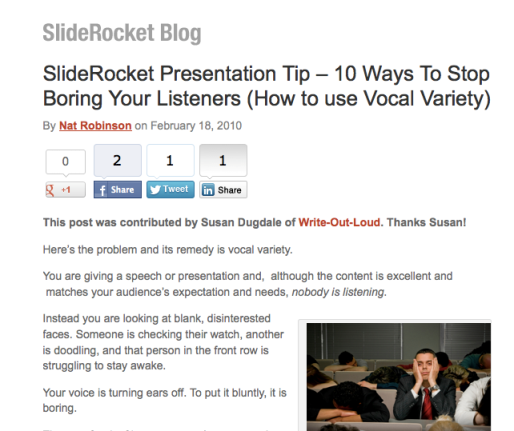 SlideRocket Blog
SlideRocket Presentation Tip – 10 Ways To Stop
Boring Your Listeners (How to use Vocal Variety)
By Nat Robinson on February 18, 2010
0 2 1 1
g +1 f Share Tweet in Share
This post was contributed by Susan Dugdale of Write-Out-Loud. Thanks Susan!
Here's the problem and its remedy is vocal variety.
You are giving a speech or presentation and, although the content is excellent and
matches your audience's expectation and needs, nobody is listening.
Instead you are looking at blank, disinterested
faces. Someone is checking their watch, another
is doodling, and that person in the front row is
struggling to stay awake.
Your voice is turning ears off. To put it bluntly, it is
boring.